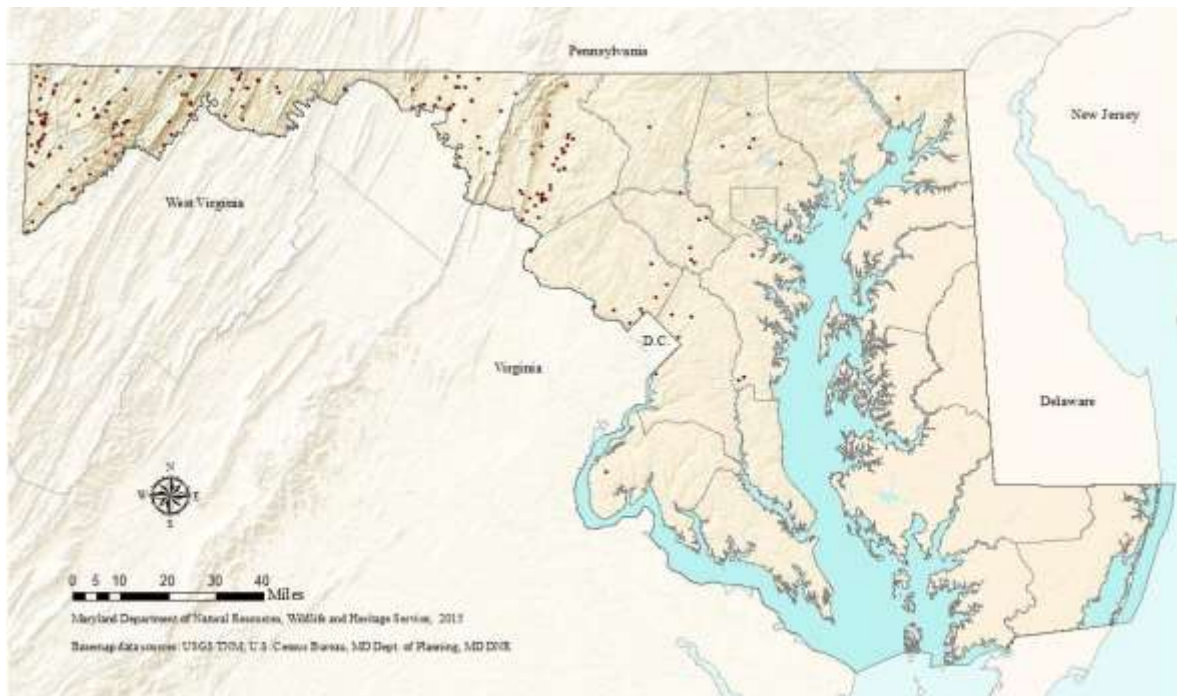 Pennsylvania
New Jersey
West Virginia
D.C.
Virginia
Delaware
N
W E
S
0 5 10 20 30 40
Miles
Maryland Department of Natural Resources, Wildlife and Heritage Service, 2015
Basemap data sources: USGS TNM, U.S. Census Bureau, MD Dept. of Planning, MD DNR